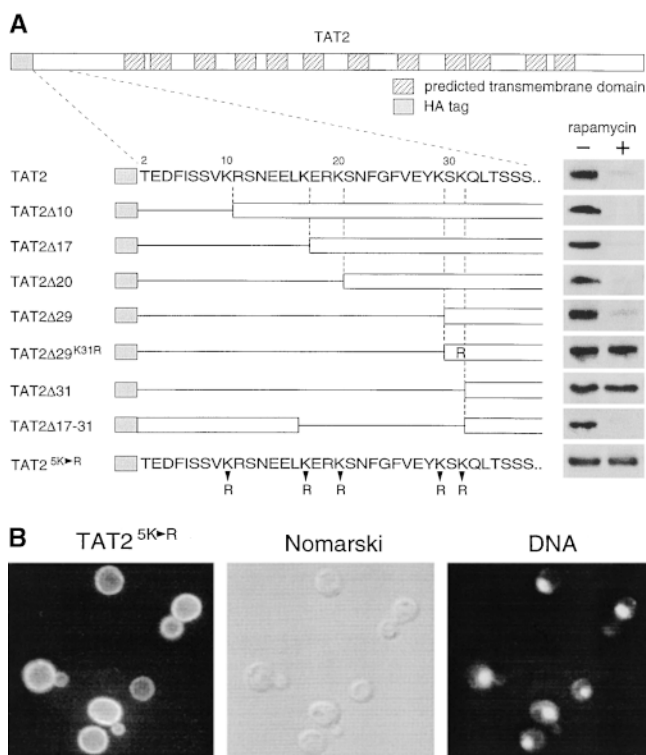 A
TAT2
predicted transmembrane domain
HA tag
rapamycin
− +
2 10 20 30
TAT2 TEDFISSVKRSNEELKERKSNFGFVEYKSKQLTSSS..
TAT2Δ10
TAT2Δ17
TAT2Δ20
TAT2Δ29
TAT2Δ29K31R R
TAT2Δ31
TAT2Δ17-31
TAT2 5K►R TEDFISSVKRSNEELKERKSNFGFVEYKSKQLTSSS..
R R R R R
B
TAT2 5K►R Nomarski DNA